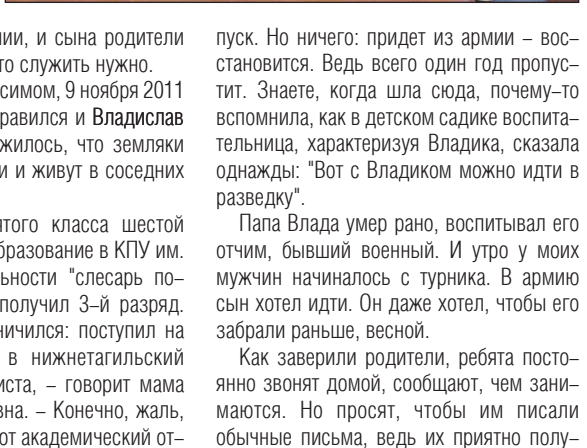 ии, и сына родители
то служить нужно.
симом, 9 ноября 2011
равился и Владислав
жилось, что земляки
и и живут в соседних
ятого класса шестой
бразование в КПУ им.
льности "слесарь по–
получил 3–й разряд.
ничился: поступил на
в нижнетагильский
иста, – говорит мама
вна. – Конечно, жаль,
от академический от–
пуск. Но ничего: придет из армии – вос–
становится. Ведь всего один год пропус–
тит. Знаете, когда шла сюда, почему–то
вспомнила, как в детском садике воспита–
тельница, характеризуя Владика, сказала
однажды: "Вот с Владиком можно идти в
разведку".
Папа Влада умер рано, воспитывал его
отчим, бывший военный. И утро у моих
мужчин начиналось с турника. В армию
сын хотел идти. Он даже хотел, чтобы его
забрали раньше, весной.
Как заверили родители, ребята посто–
янно звонят домой, сообщают, чем зани–
маются. Но просят, чтобы им писали
обычные письма, ведь их приятно полу–